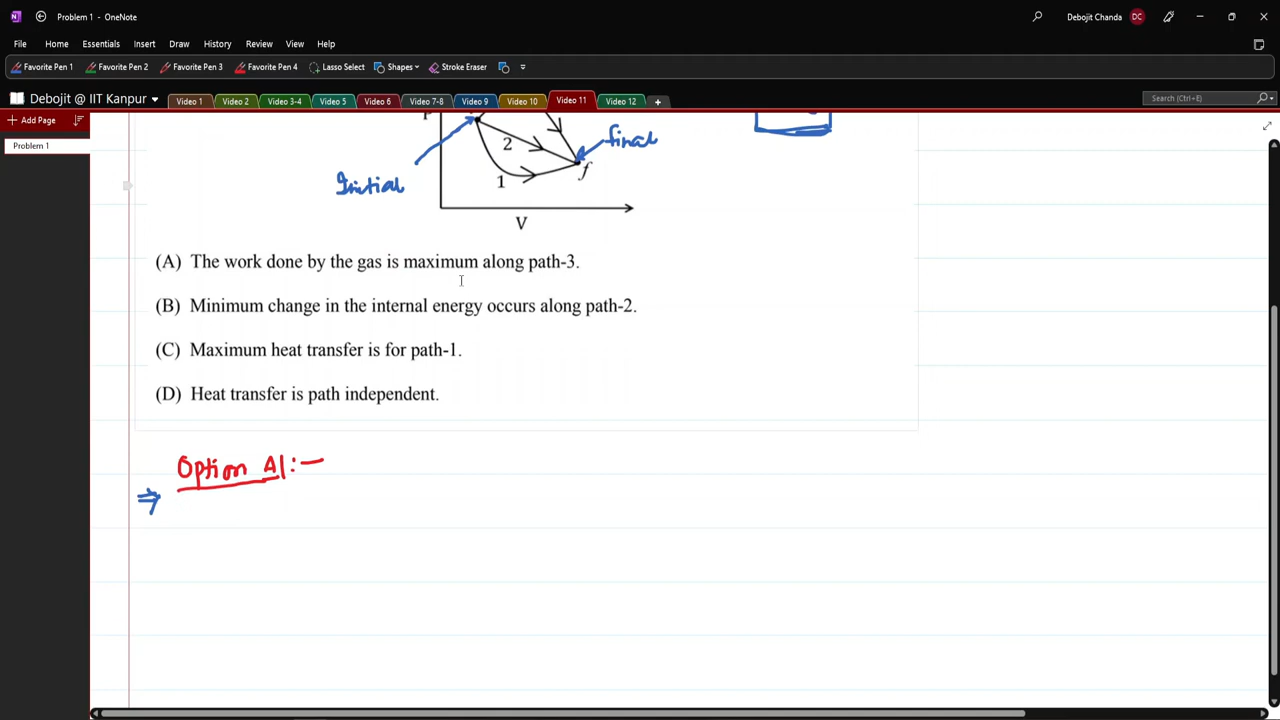 Problem 1 - OneNote
Debojit Chanda DC
File Home Essentials Insert Draw History Review View Help
Favorite Pen 1 Favorite Pen 2 Favorite Pen 3 Favorite Pen 4 Lasso Select Shapes Stroke Eraser
Debojit @ IIT Kanpur Video 1 Video 2 Video 3-4 Video 5 Video 6 Video 7-8 Video 9 Video 10 Video 11 Video 12 Search (Ctrl+E)
Add Page
Problem 1
final
2
f
Initial
1
V
(A) The work done by the gas is maximum along path-3.
(B) Minimum change in the internal energy occurs along path-2.
(C) Maximum heat transfer is for path-1.
(D) Heat transfer is path independent.
Option A|:-
⇒